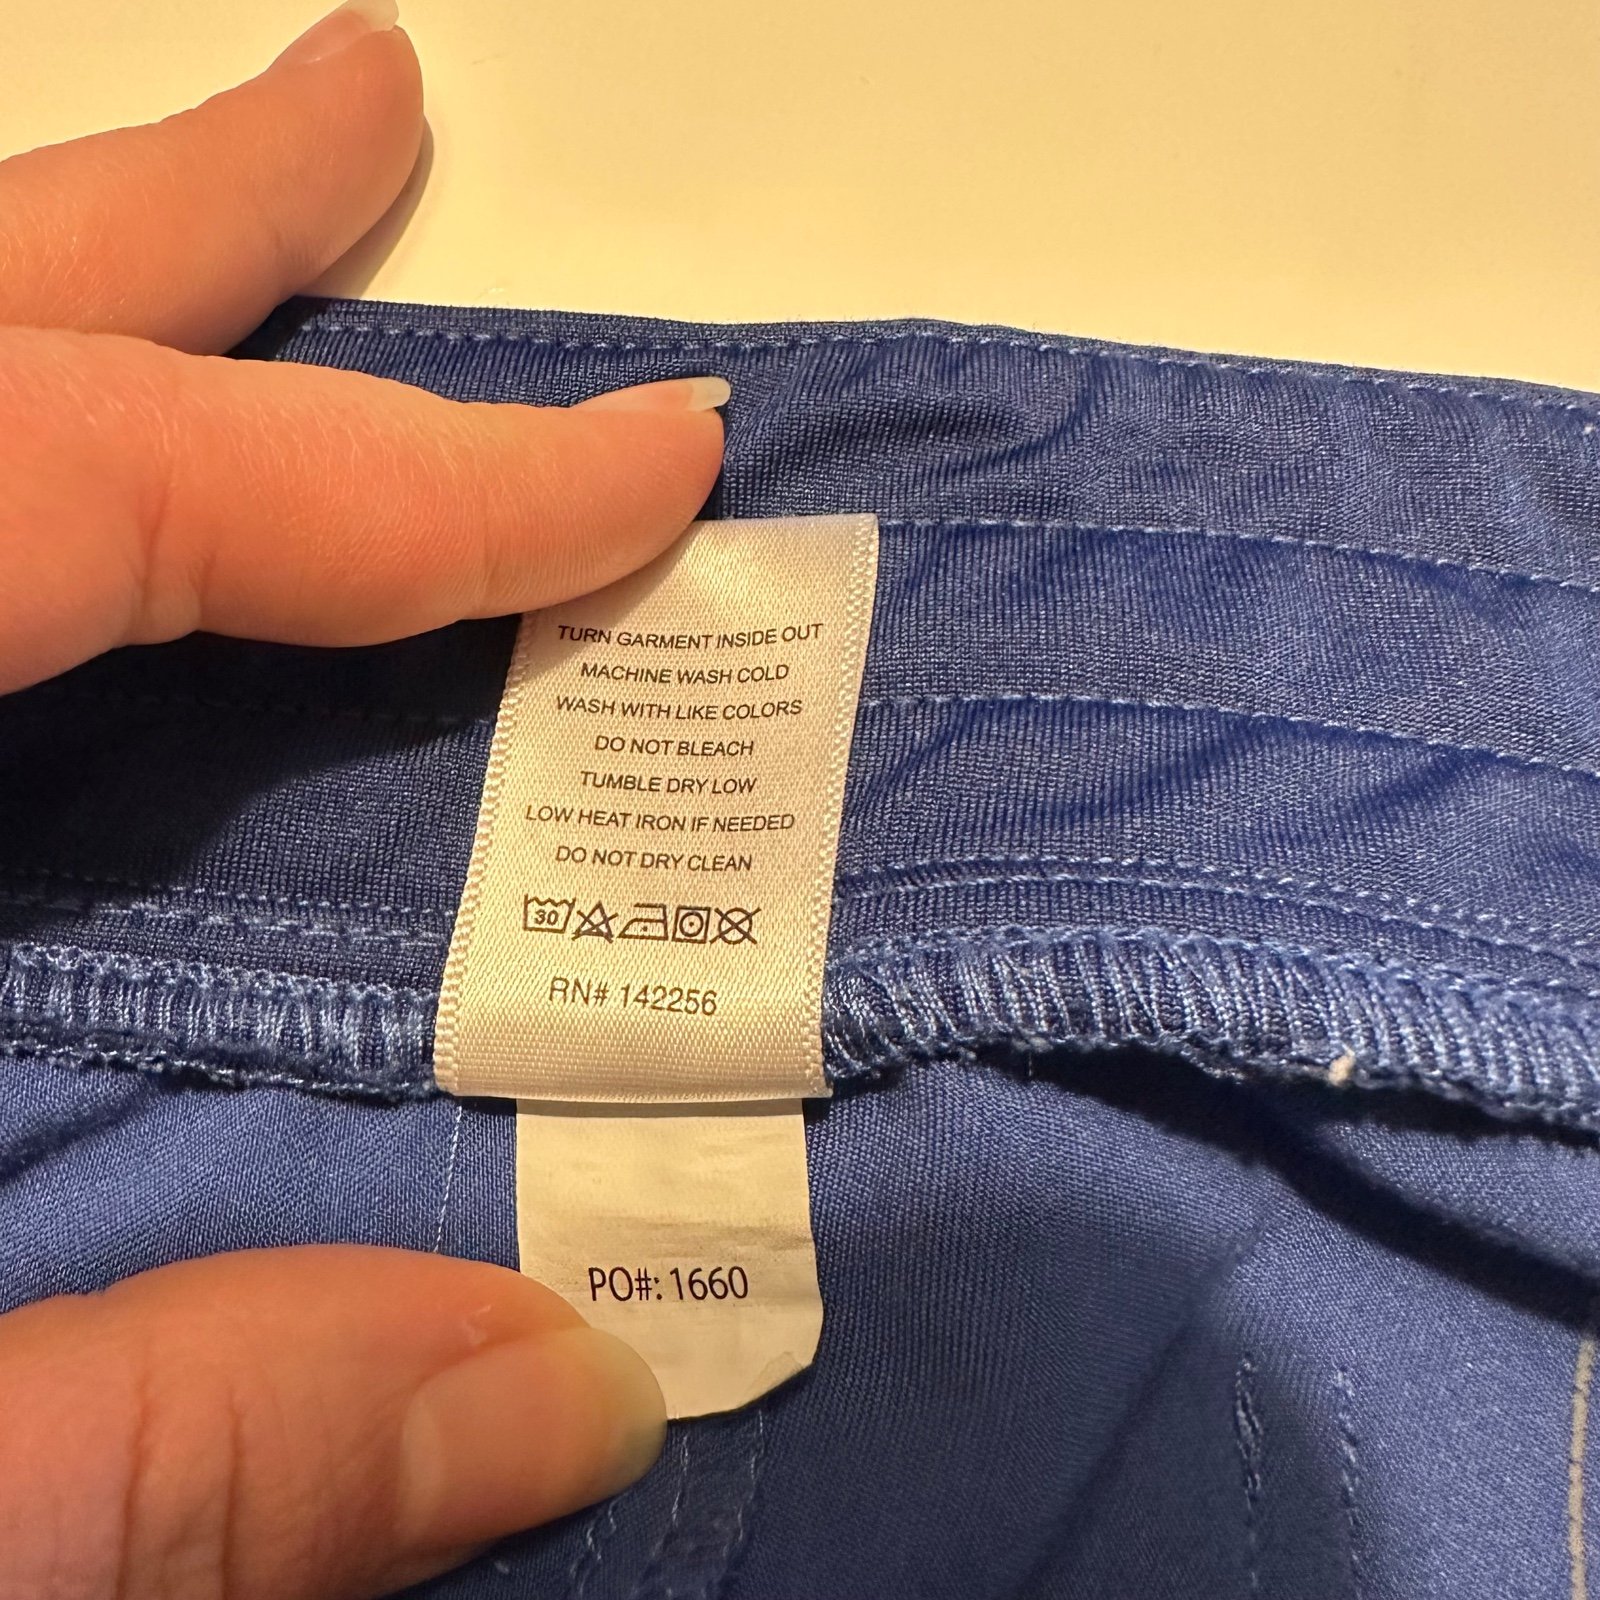 TURN GARMENT INSIDE OUT
MACHINE WASH COLD
WASH WITH LIKE COLORS
DO NOT BLEACH
TUMBLE DRY LOW
LOW HEAT IRON IF NEEDED
DO NOT DRY CLEAN
30
RN# 142256
PO#: 1660